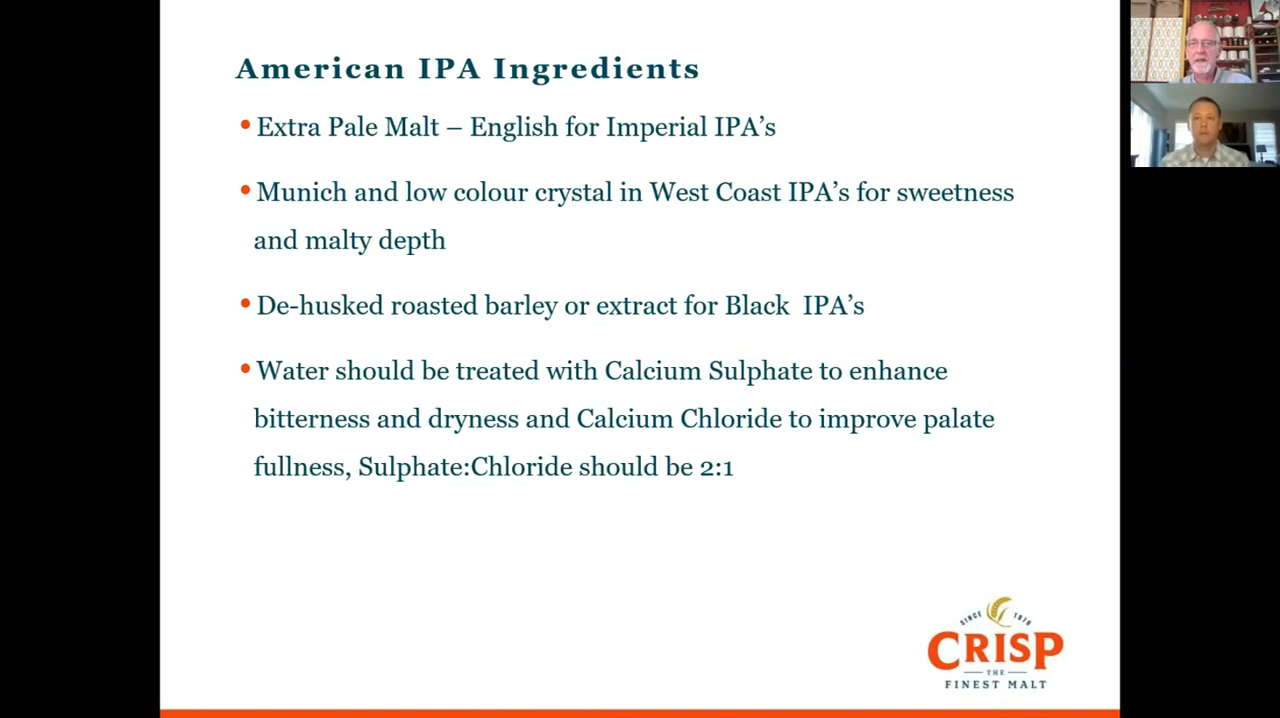 American IPA Ingredients
• Extra Pale Malt – English for Imperial IPA’s
• Munich and low colour crystal in West Coast IPA’s for sweetness
and malty depth
• De-husked roasted barley or extract for Black  IPA’s
• Water should be treated with Calcium Sulphate to enhance
bitterness and dryness and Calcium Chloride to improve palate
fullness, Sulphate:Chloride should be 2:1
SINCE 1870
CRISP
THE
FINEST MALT